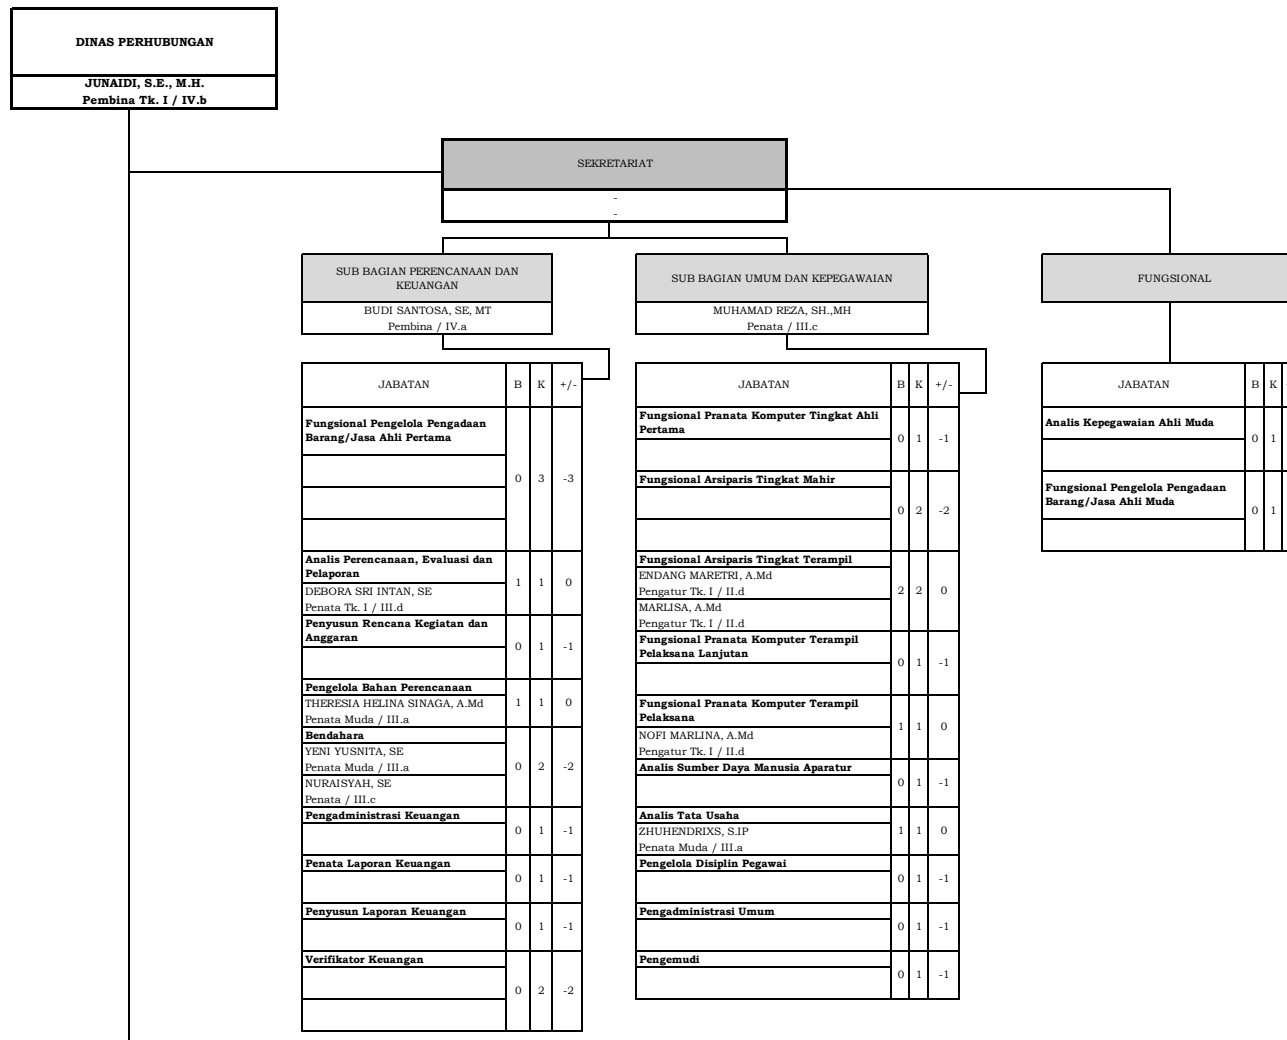 DINAS PERHUBUNGAN
JUNAIDI, S.E., M.H.
Pembina Tk. I / IV.b
SEKRETARIAT
-
-
SUB BAGIAN PERENCANAAN DAN
KEUANGAN
BUDI SANTOSA, SE, MT
Pembina / IV.a
SUB BAGIAN UMUM DAN KEPEGAWAIAN
MUHAMAD REZA, SH.,MH
Penata / III.c
FUNGSIONAL
JABATAN B K +/-
Fungsional Pengelola Pengadaan
Barang/Jasa Ahli Pertama
0 3 -3
Analis Perencanaan, Evaluasi dan
Pelaporan
1 1 0
DEBORA SRI INTAN, SE
Penata Tk. I / III.d
Penyusun Rencana Kegiatan dan
Anggaran
0 1 -1
Pengelola Bahan Perencanaan
THERESIA HELINA SINAGA, A.Md 1 1 0
Penata Muda / III.a
Bendahara
YENI YUSNITA, SE
Penata Muda / III.a 0 2 -2
NURAISYAH, SE
Penata / III.c
Pengadministrasi Keuangan
0 1 -1
Penata Laporan Keuangan
0 1 -1
Penyusun Laporan Keuangan
0 1 -1
Verifikator Keuangan
0 2 -2
JABATAN B K +/-
Fungsional Pranata Komputer Tingkat Ahli
Pertama
0 1 -1
Fungsional Arsiparis Tingkat Mahir
0 2 -2
Fungsional Arsiparis Tingkat Terampil
ENDANG MARETRI, A.Md
Pengatur Tk. I / II.d 2 2 0
MARLISA, A.Md
Pengatur Tk. I / II.d
Fungsional Pranata Komputer Terampil
Pelaksana Lanjutan
0 1 -1
Fungsional Pranata Komputer Terampil
Pelaksana
1 1 0
NOFI MARLINA, A.Md
Pengatur Tk. I / II.d
Analis Sumber Daya Manusia Aparatur
0 1 -1
Analis Tata Usaha
ZHUHENDRIXS, S.IP 1 1 0
Penata Muda / III.a
Pengelola Disiplin Pegawai
0 1 -1
Pengadministrasi Umum
0 1 -1
Pengemudi
0 1 -1
JABATAN B K
Analis Kepegawaian Ahli Muda
0 1
Fungsional Pengelola Pengadaan
Barang/Jasa Ahli Muda
0 1